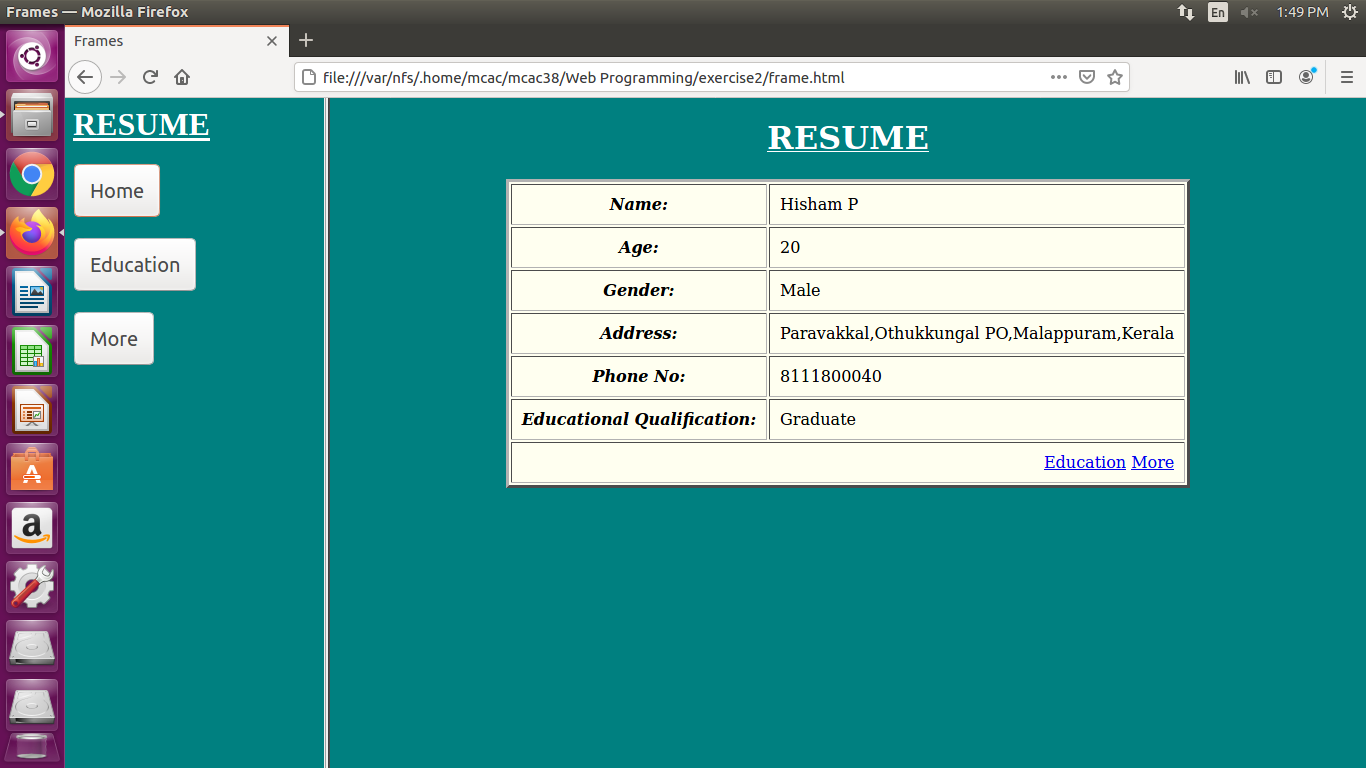 Frames — Mozilla Firefox
En
1:49 PM
Frames
file:///var/nfs/.home/mcac/mcac38/Web Programming/exercise2/frame.html
RESUME
Home
Education
More
RESUME
Name: Hisham P
Age: 20
Gender: Male
Address: Paravakkal,Othukkungal PO,Malappuram,Kerala
Phone No: 8111800040
Educational Qualification: Graduate
Education More